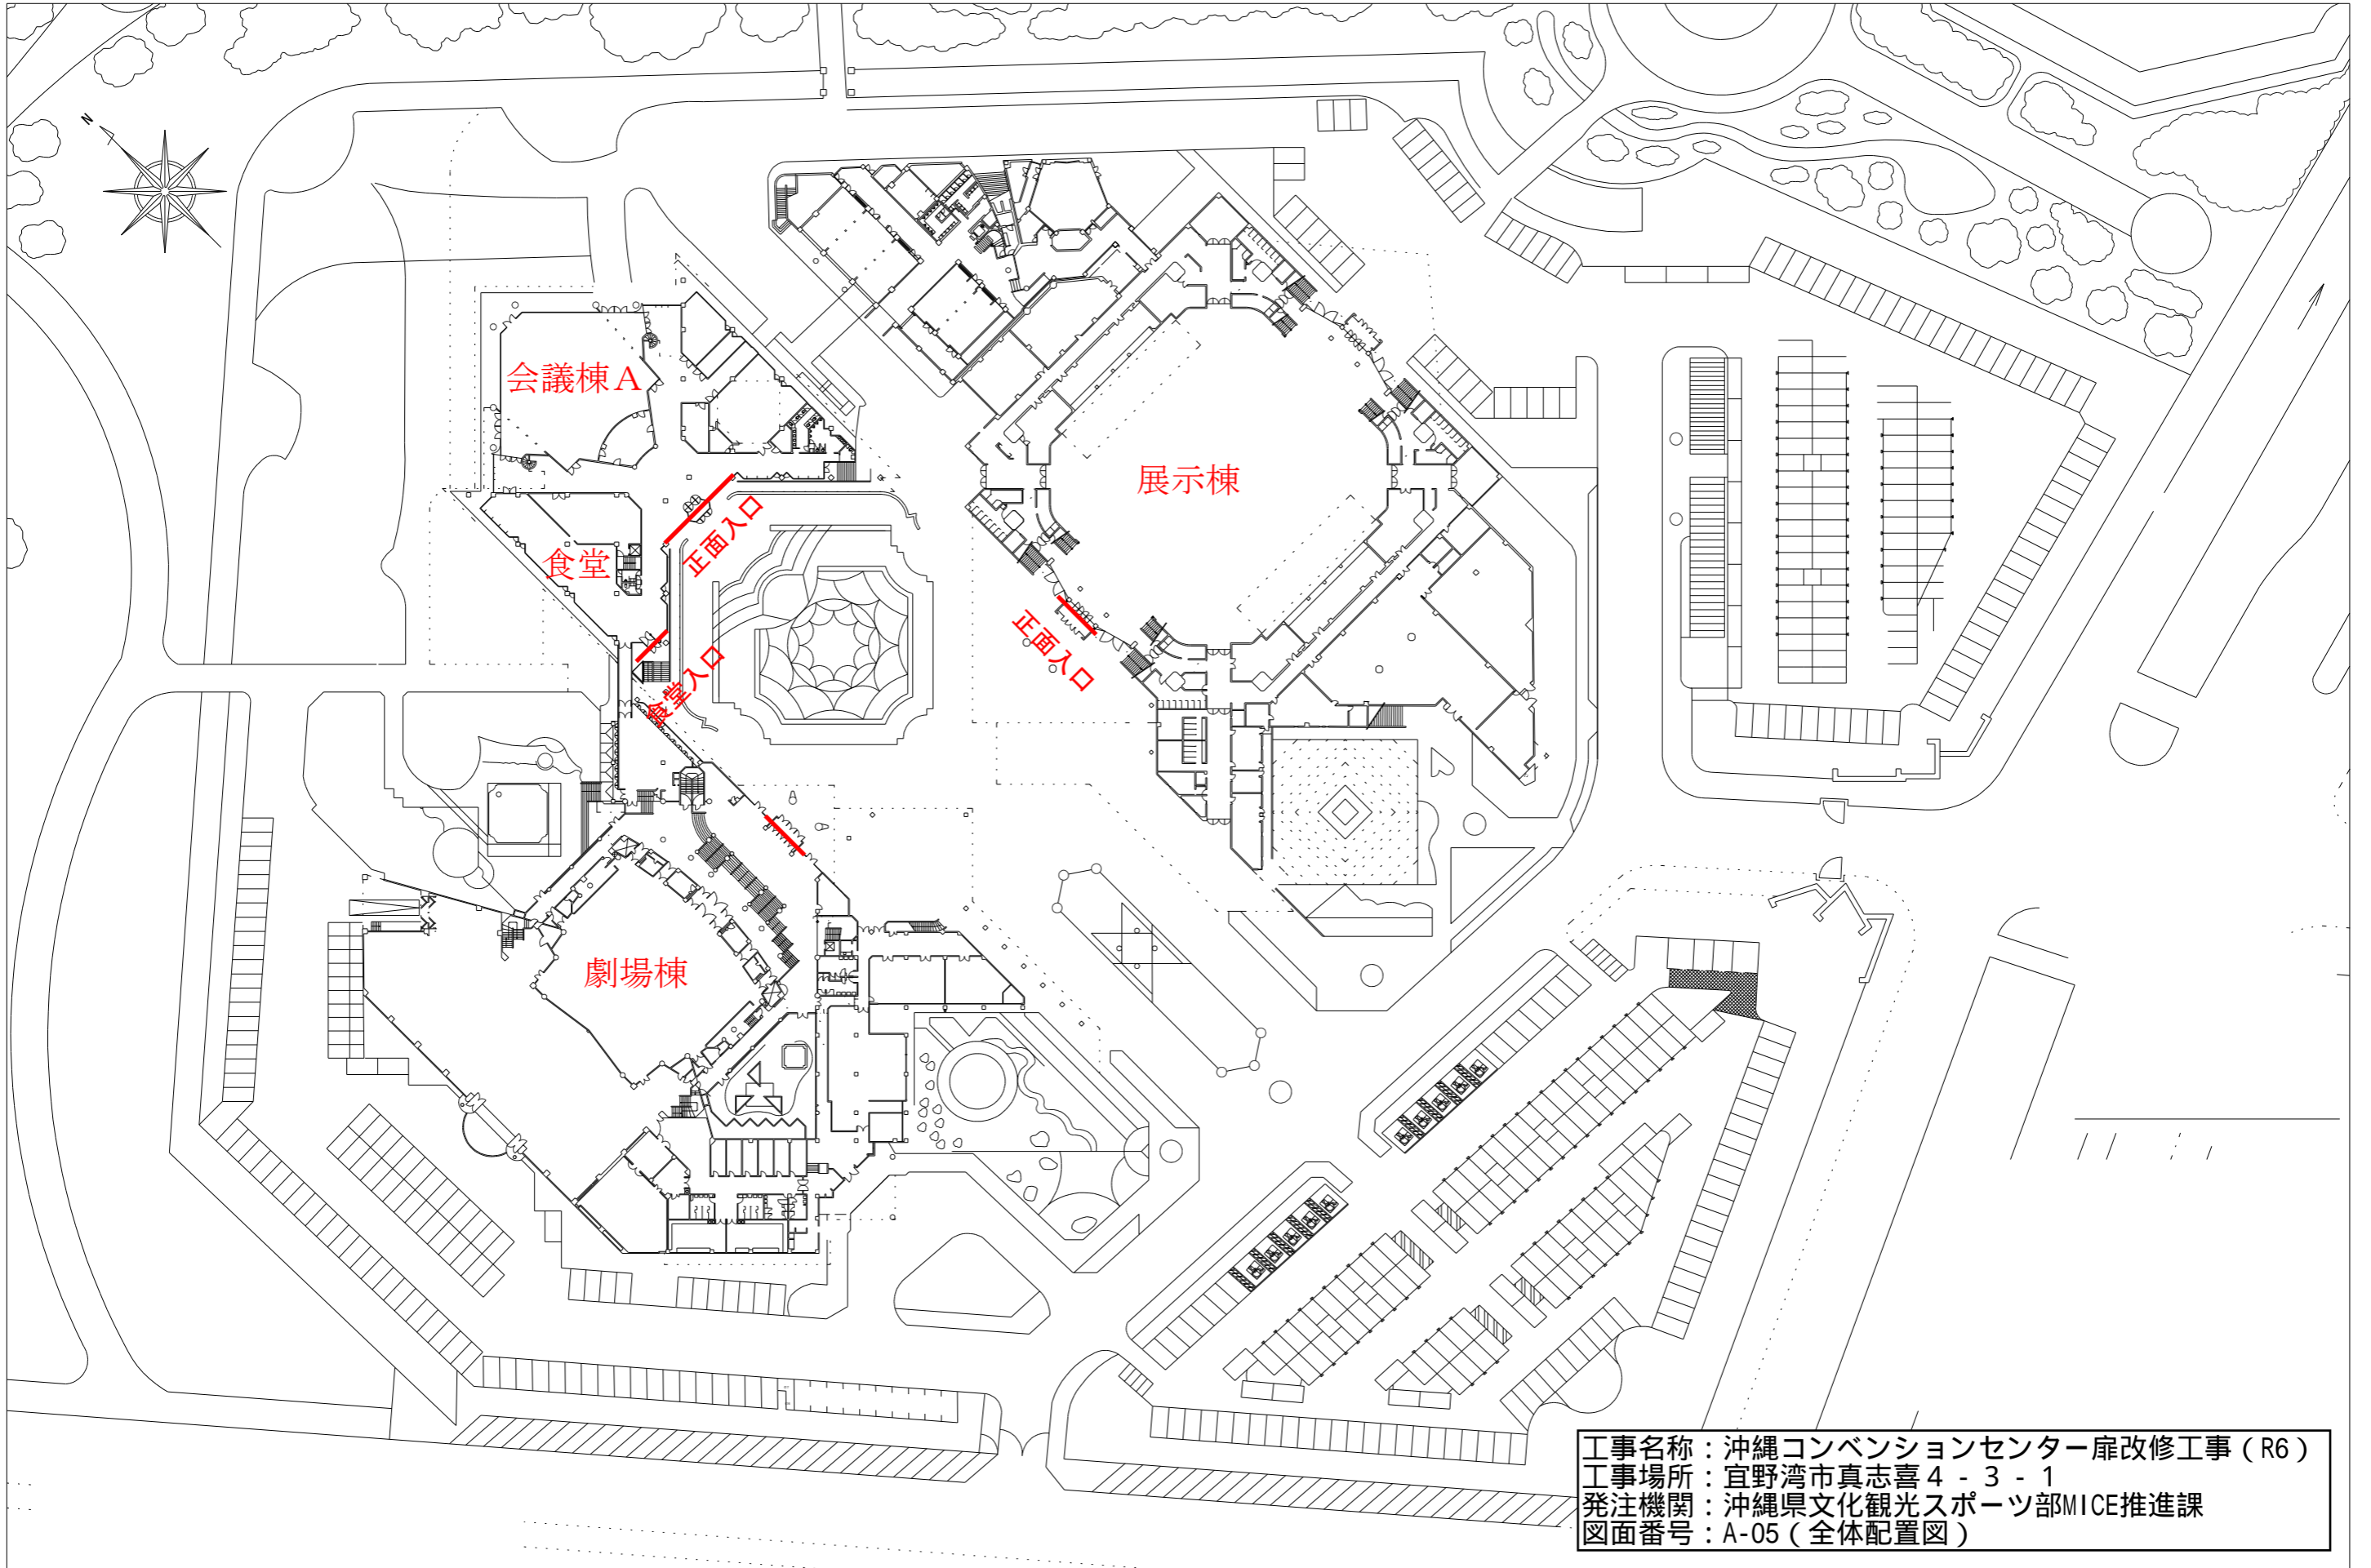 N
会議棟A
展示棟
正面入口
食堂
正面入口
食堂入口
劇場棟
工事名称：沖縄コンベンションセンター扉改修工事（R6）
工事場所：宜野湾市真志喜４-３-１
発注機関：沖縄県文化観光スポーツ部MICE推進課
図面番号：A-05（全体配置図）